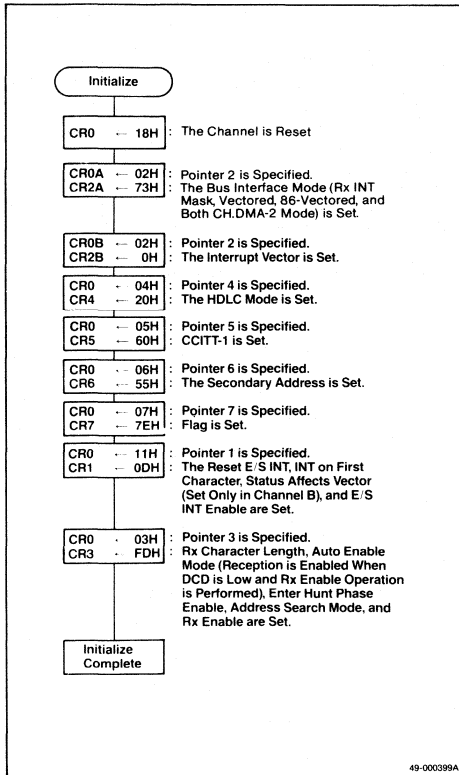 Initialize
CR0 ← 18H : The Channel is Reset
CR0A ← 02H : Pointer 2 is Specified.
CR2A ← 73H : The Bus Interface Mode (Rx INT
Mask, Vectored, 86-Vectored, and
Both CH.DMA-2 Mode) is Set.
CR0B ← 02H : Pointer 2 is Specified.
CR2B ← 0H : The Interrupt Vector is Set.
CR0 ← 04H : Pointer 4 is Specified.
CR4 ← 20H : The HDLC Mode is Set.
CR0 ← 05H : Pointer 5 is Specified.
CR5 ← 60H : CCITT-1 is Set.
CR0 ← 06H : Pointer 6 is Specified.
CR6 ← 55H : The Secondary Address is Set.
CR0 ← 07H : Pointer 7 is Specified.
CR7 ← 7EH : Flag is Set.
CR0 ← 11H : Pointer 1 is Specified.
CR1 ← 0DH : The Reset E/S INT, INT on First
Character, Status Affects Vector
(Set Only in Channel B), and E/S
INT Enable are Set.
CR0 ← 03H : Pointer 3 is Specified.
CR3 ← FDH : Rx Character Length, Auto Enable
Mode (Reception is Enabled When
DCD is Low and Rx Enable Operation
is Performed), Enter Hunt Phase
Enable, Address Search Mode, and
Rx Enable are Set.
Initialize
Complete
49-000399A